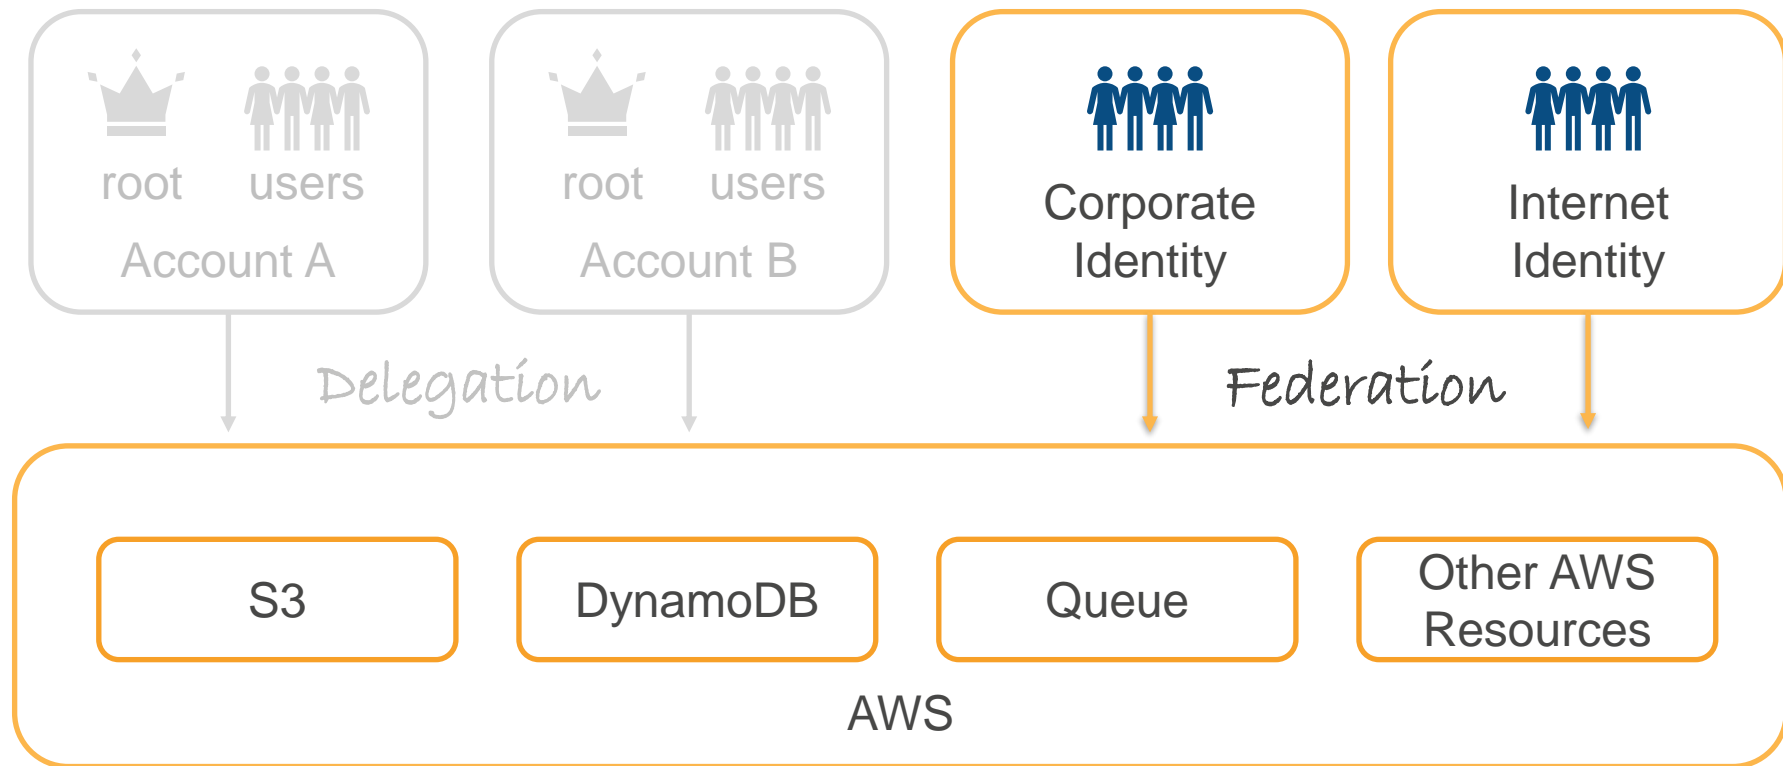 root users
Account A
root users
Account B
Corporate
Identity
Internet
Identity
Delegation
Federation
S3
DynamoDB
Queue
Other AWS
Resources
AWS